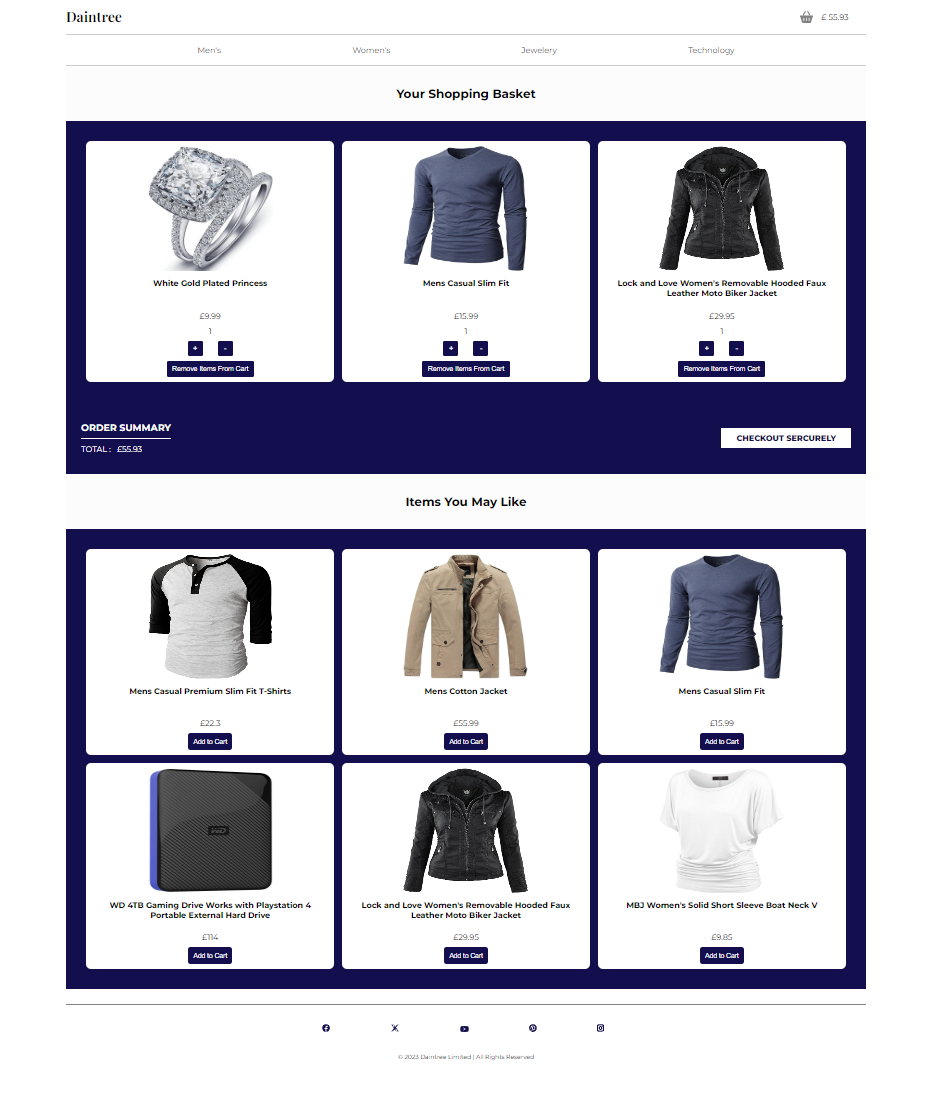 Daintree
£ 55.93
Men's Women's Jewelery Technology
Your Shopping Basket
White Gold Plated Princess
£9.99
1
+ -
Remove Items From Cart
Mens Casual Slim Fit
£15.99
1
+ -
Remove Items From Cart
Lock and Love Women's Removable Hooded Faux
Leather Moto Biker Jacket
£29.95
1
+ -
Remove Items From Cart
ORDER SUMMARY
TOTAL : £55.93
CHECKOUT SERCURELY
Items You May Like
Mens Casual Premium Slim Fit T-Shirts
£22.3
Add to Cart
Mens Cotton Jacket
£55.99
Add to Cart
Mens Casual Slim Fit
£15.99
Add to Cart
WD
WD 4TB Gaming Drive Works with Playstation 4
Portable External Hard Drive
£114
Add to Cart
Lock and Love Women's Removable Hooded Faux
Leather Moto Biker Jacket
£29.95
Add to Cart
MBJ Women's Solid Short Sleeve Boat Neck V
£9.85
Add to Cart
© 2023 Daintree Limited | All Rights Reserved